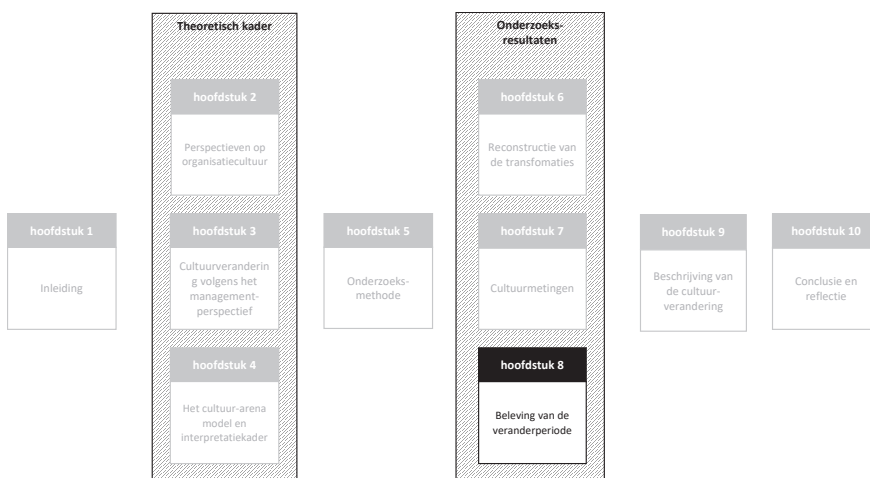 Theoretisch kader
Onderzoeks-
resultaten
hoofdstuk 1
Inleiding
hoofdstuk 2
Perspectieven op
organisatiecultuur
hoofdstuk 3
Cultuurveranderin
g volgens het
management-
perspectief
hoofdstuk 4
Het cultuur-arena
model en
interpretatiekader
hoofdstuk 5
Onderzoeks-
methode
hoofdstuk 6
Reconstructie van
de transfomaties
hoofdstuk 7
Cultuurmetingen
hoofdstuk 8
Beleving van de
veranderperiode
hoofdstuk 9
Beschrijving van
de cultuur-
verandering
hoofdstuk 10
Conclusie en
reflectie